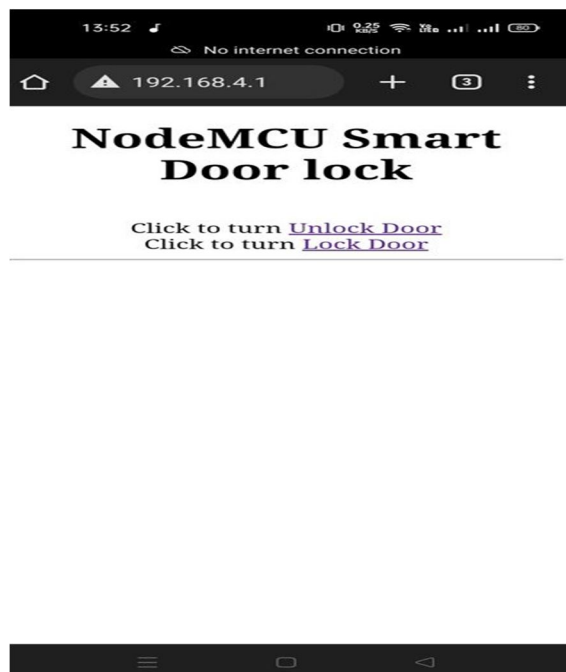 13:52
0.25 KB/S
80
No internet connection
192.168.4.1
3
NodeMCU Smart
Door lock
Click to turn Unlock Door
Click to turn Lock Door